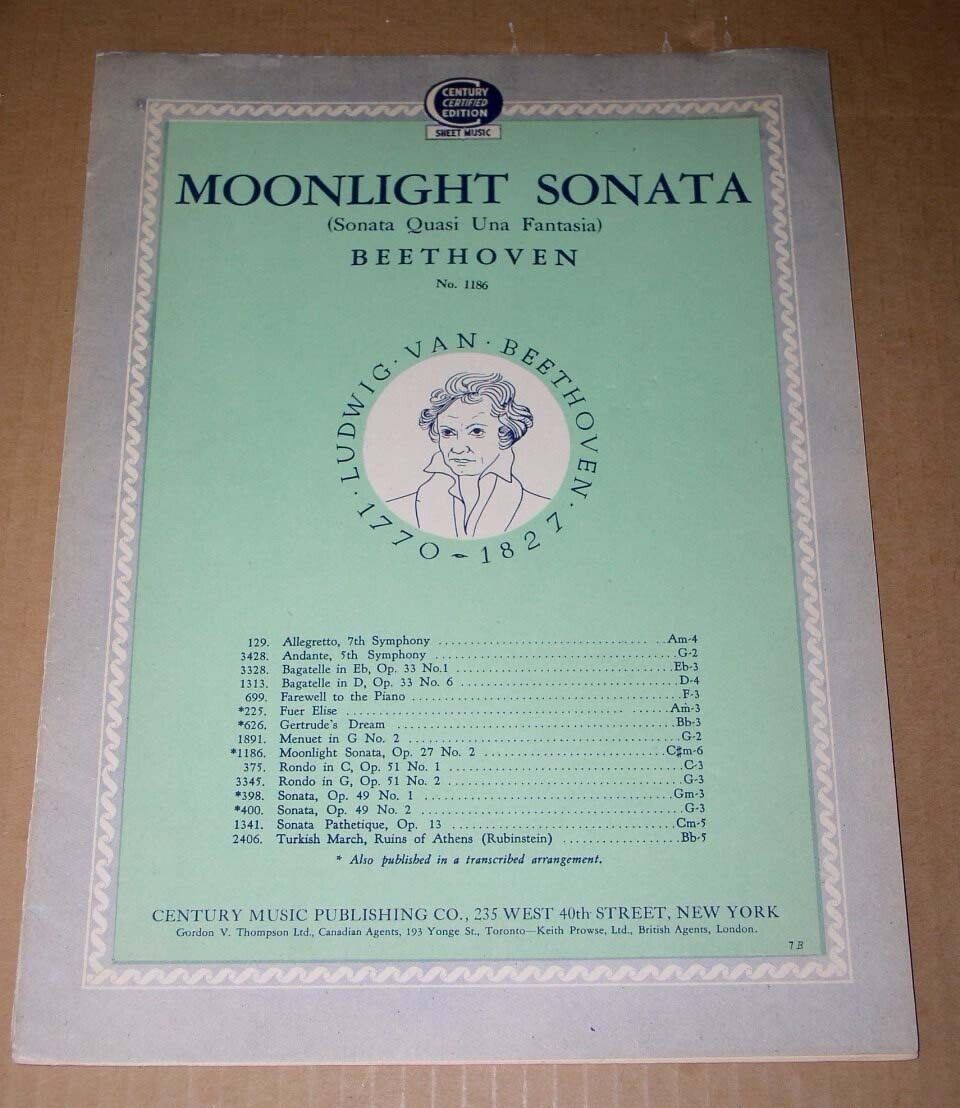 CENTURY
CERTIFIED
EDITION
SHEET MUSIC
MOONLIGHT SONATA
(Sonata Quasi Una Fantasia)
BEETHOVEN
No. 1186
· LUDWIG · VAN · BEETHOVEN ·
1770 - 1827
129. Allegretto, 7th Symphony ........ Am-4
3428. Andante, 5th Symphony ........ G-2
3328. Bagatelle in Eb, Op. 33 No.1 ........ Eb-3
1313. Bagatelle in D, Op. 33 No. 6 ........ D-4
699. Farewell to the Piano ........ F-3
*225. Fuer Elise ........ Am-3
*626. Gertrude's Dream ........ Bb-3
1891. Menuet in G No. 2 ........ G-2
*1186. Moonlight Sonata, Op. 27 No. 2 ........ C♯m-6
375. Rondo in C, Op. 51 No. 1 ........ C-3
3345. Rondo in G, Op. 51 No. 2 ........ G-3
*398. Sonata, Op. 49 No. 1 ........ Gm-3
*400. Sonata, Op. 49 No. 2 ........ G-3
1341. Sonata Pathetique, Op. 13 ........ Cm-5
2406. Turkish March, Ruins of Athens (Rubinstein) ........ Bb-5
* Also published in a transcribed arrangement.
CENTURY MUSIC PUBLISHING CO., 235 WEST 40th STREET, NEW YORK
Gordon V. Thompson Ltd., Canadian Agents, 193 Yonge St., Toronto—Keith Prowse, Ltd., British Agents, London.
7 B